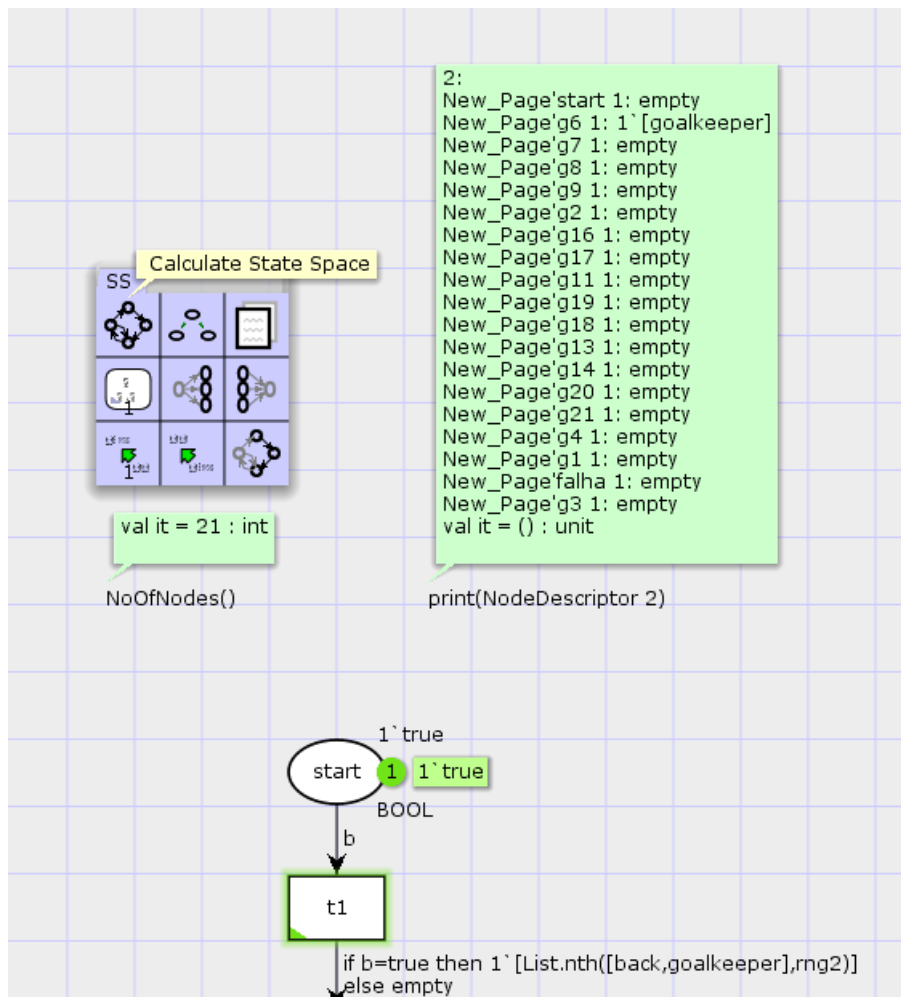 2:
New_Page'start 1: empty
New_Page'g6 1: 1`[goalkeeper]
New_Page'g7 1: empty
New_Page'g8 1: empty
New_Page'g9 1: empty
New_Page'g2 1: empty
New_Page'g16 1: empty
New_Page'g17 1: empty
New_Page'g11 1: empty
New_Page'g19 1: empty
New_Page'g18 1: empty
New_Page'g13 1: empty
New_Page'g14 1: empty
New_Page'g20 1: empty
New_Page'g21 1: empty
New_Page'g4 1: empty
New_Page'g1 1: empty
New_Page'falha 1: empty
New_Page'g3 1: empty
val it = () : unit
print(NodeDescriptor 2)
Calculate State Space
SS
1
1
val it = 21 : int
NoOfNodes()
1`true
start
1
1`true
BOOL
b
t1
if b=true then 1`[List.nth([back,goalkeeper],rng2)]
else empty